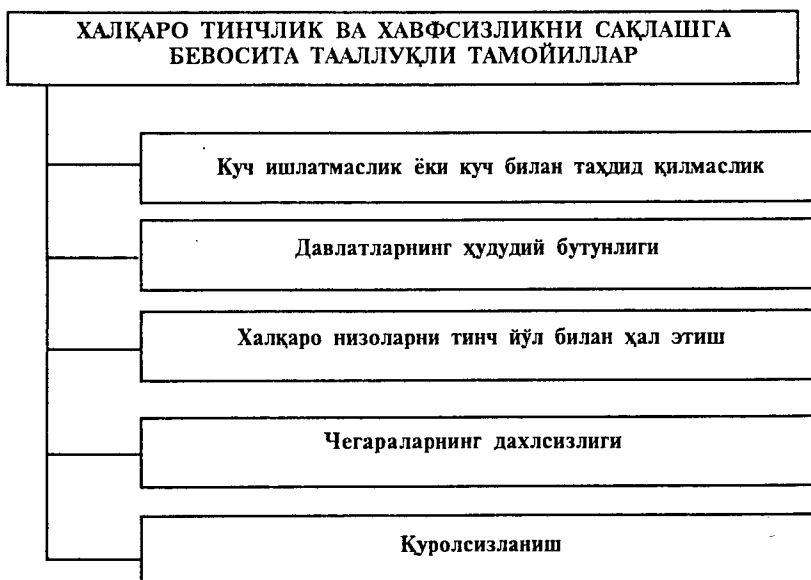 ХАЛҚАРО ТИНЧЛИК ВА ХАВФСИЗЛИКНИ САҚЛАШГА
БЕВОСИТА ТААЛЛУҚЛИ ТАМОЙИЛЛАР
Куч ишлатмаслик ёки куч билан таҳдид қилмаслик
Давлатларнинг ҳудудий бутунлиги
Халқаро низоларни тинч йўл билан ҳал этиш
Чегараларнинг дахлсизлиги
Қуролсизланиш